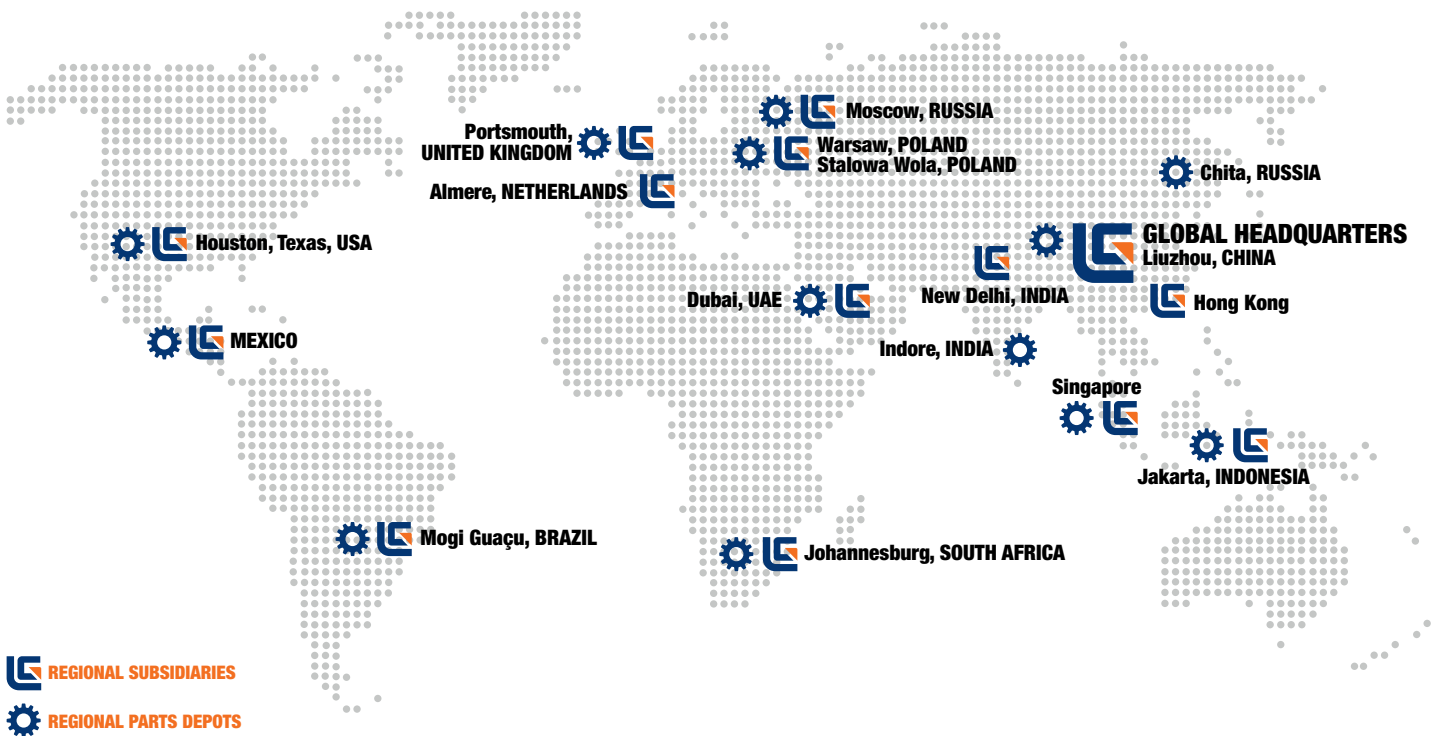 Moscow, RUSSIA
Portsmouth,
UNITED KINGDOM
Warsaw, POLAND
Stalowa Wola, POLAND
Chita, RUSSIA
Almere, NETHERLANDS
Houston, Texas, USA
GLOBAL HEADQUARTERS
Liuzhou, CHINA
New Delhi, INDIA
Dubai, UAE
Hong Kong
MEXICO
Indore, INDIA
Singapore
Jakarta, INDONESIA
Mogi Guaçu, BRAZIL
Johannesburg, SOUTH AFRICA
REGIONAL SUBSIDIARIES
REGIONAL PARTS DEPOTS